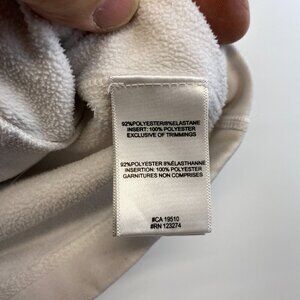 92%POLYESTER/8%ELASTANE
INSERT: 100% POLYESTER
EXCLUSIVE OF TRIMMINGS
92%POLYESTER 8%ÉLASTHANNE
INSERTION: 100% POLYESTER
GARNITURES NON COMPRISES
#CA 19510
#RN 123274